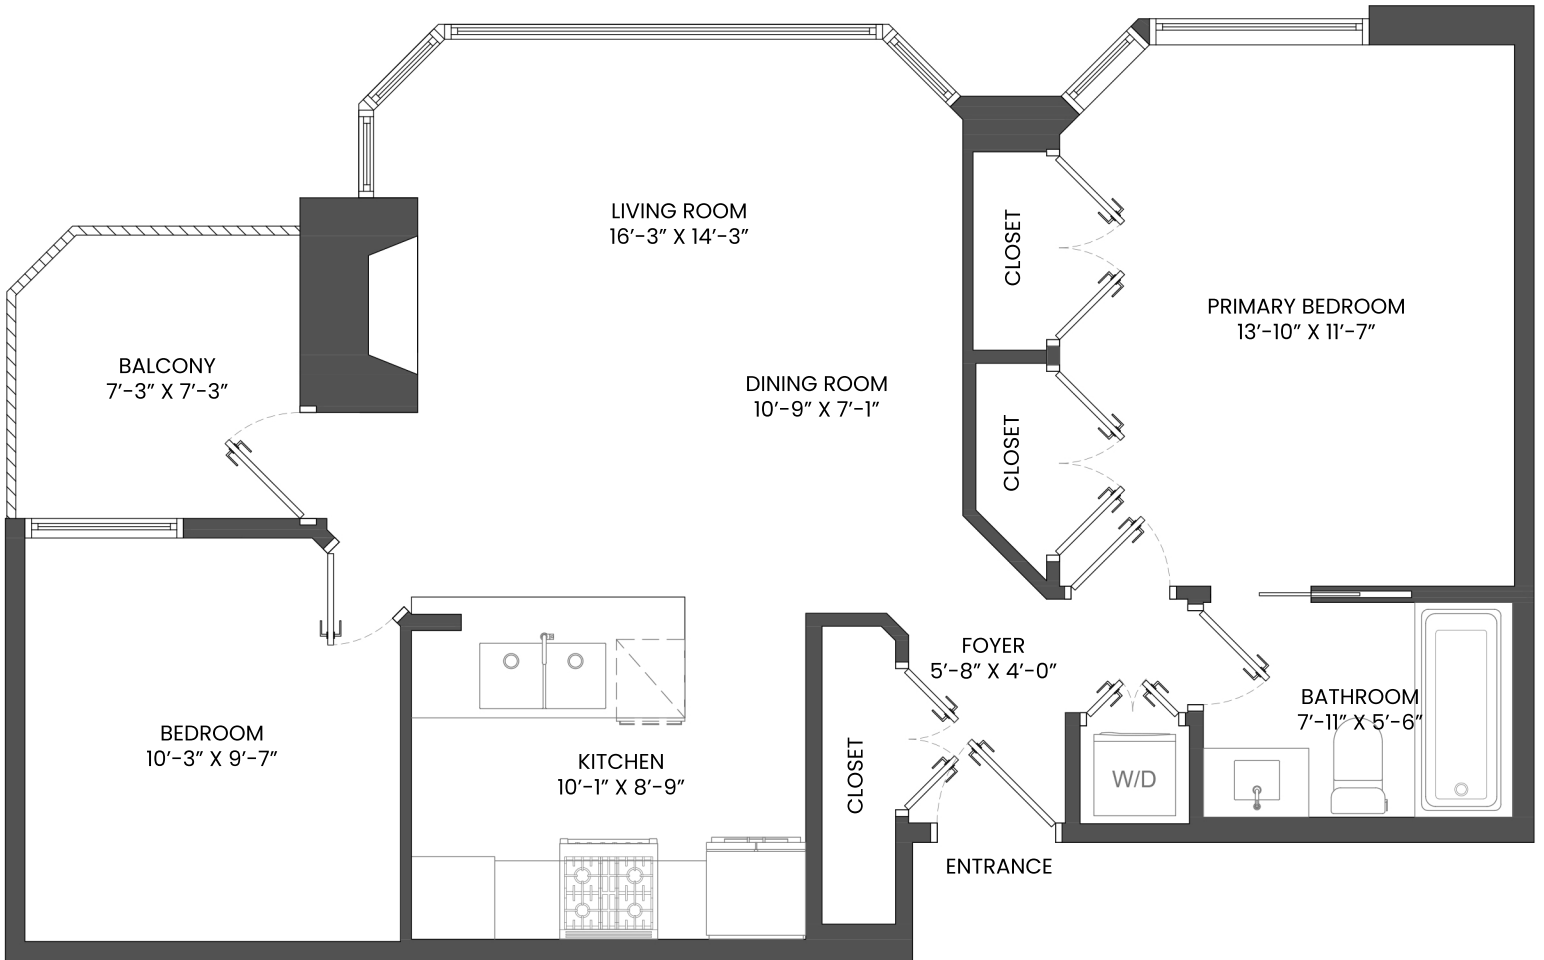 LIVING ROOM
16’-3” X 14’-3”
CLOSET
PRIMARY BEDROOM
13’-10” X 11’-7”
BALCONY
7’-3” X 7’-3”
DINING ROOM
10’-9” X 7’-1”
CLOSET
FOYER
5’-8” X 4’-0”
BATHROOM
7’-11” X 5’-6”
BEDROOM
10’-3” X 9’-7”
KITCHEN
10’-1” X 8’-9”
CLOSET
W/D
ENTRANCE